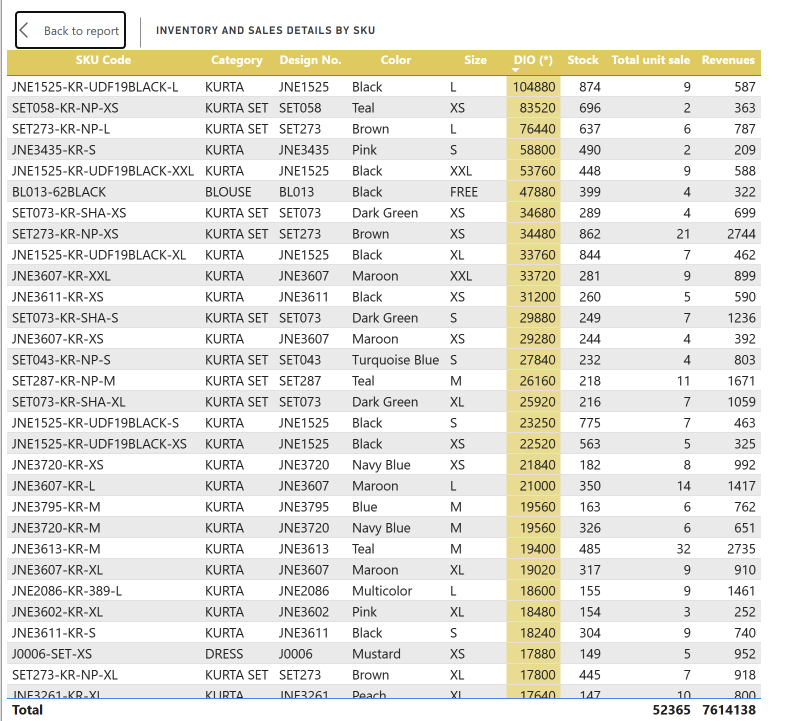 Back to report INVENTORY AND SALES DETAILS BY SKU
SKU Code Category Design No. Color Size DIO (*) Stock Total unit sale Revenues
JNE1525-KR-UDF19BLACK-L KURTA JNE1525 Black L 104880 874 9 587
SET058-KR-NP-XS KURTA SET SET058 Teal XS 83520 696 2 363
SET273-KR-NP-L KURTA SET SET273 Brown L 76440 637 6 787
JNE3435-KR-S KURTA JNE3435 Pink S 58800 490 2 209
JNE1525-KR-UDF19BLACK-XXL KURTA JNE1525 Black XXL 53760 448 9 588
BL013-62BLACK BLOUSE BL013 Black FREE 47880 399 4 322
SET073-KR-SHA-XS KURTA SET SET073 Dark Green XS 34680 289 4 699
SET273-KR-NP-XS KURTA SET SET273 Brown XS 34480 862 21 2744
JNE1525-KR-UDF19BLACK-XL KURTA JNE1525 Black XL 33760 844 7 462
JNE3607-KR-XXL KURTA JNE3607 Maroon XXL 33720 281 9 899
JNE3611-KR-XS KURTA JNE3611 Black XS 31200 260 5 590
SET073-KR-SHA-S KURTA SET SET073 Dark Green S 29880 249 7 1236
JNE3607-KR-XS KURTA JNE3607 Maroon XS 29280 244 4 392
SET043-KR-NP-S KURTA SET SET043 Turquoise Blue S 27840 232 4 803
SET287-KR-NP-M KURTA SET SET287 Teal M 26160 218 11 1671
SET073-KR-SHA-XL KURTA SET SET073 Dark Green XL 25920 216 7 1059
JNE1525-KR-UDF19BLACK-S KURTA JNE1525 Black S 23250 775 7 463
JNE1525-KR-UDF19BLACK-XS KURTA JNE1525 Black XS 22520 563 5 325
JNE3720-KR-XS KURTA JNE3720 Navy Blue XS 21840 182 8 992
JNE3607-KR-L KURTA JNE3607 Maroon L 21000 350 14 1417
JNE3795-KR-M KURTA JNE3795 Blue M 19560 163 6 762
JNE3720-KR-M KURTA JNE3720 Navy Blue M 19560 326 6 651
JNE3613-KR-M KURTA JNE3613 Teal M 19400 485 32 2735
JNE3607-KR-XL KURTA JNE3607 Maroon XL 19020 317 9 910
JNE2086-KR-389-L KURTA JNE2086 Multicolor L 18600 155 9 1461
JNE3602-KR-XL KURTA JNE3602 Pink XL 18480 154 3 252
JNE3611-KR-S KURTA JNE3611 Black S 18240 304 9 740
J0006-SET-XS DRESS J0006 Mustard XS 17880 149 5 952
SET273-KR-NP-XL KURTA SET SET273 Brown XL 17800 445 7 918
JNE3261-KR-XL KURTA JNE3261 Peach XL 17640 147 10 800
Total 52365 7614138